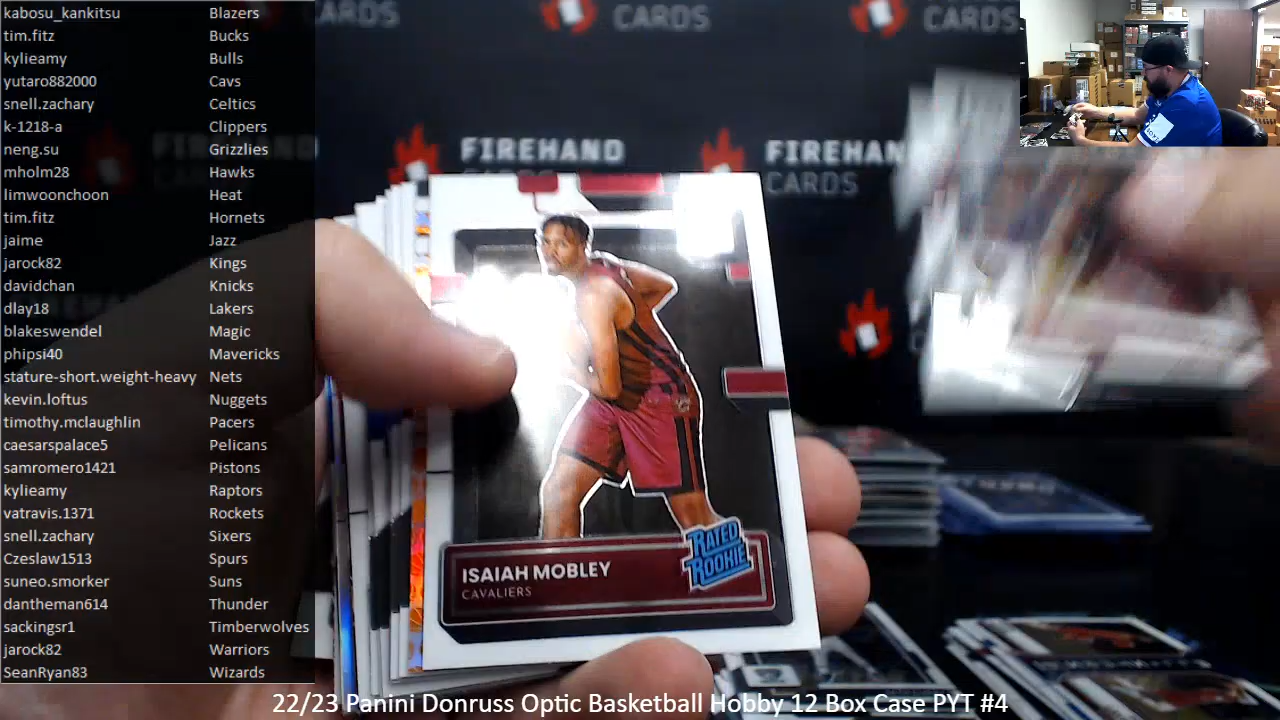 kabosu_kankitsu Blazers
tim.fitz Bucks
kylieamy Bulls
yutaro882000 Cavs
snell.zachary Celtics
k-1218-a Clippers
neng.su Grizzlies
mholm28 Hawks
limwoonchoon Heat
tim.fitz Hornets
jaime Jazz
jarock82 Kings
davidchan Knicks
dlay18 Lakers
blakeswendel Magic
phipsi40 Mavericks
stature-short.weight-heavy Nets
kevin.loftus Nuggets
timothy.mclaughlin Pacers
caesarspalace5 Pelicans
samromero1421 Pistons
kylieamy Raptors
vatravis.1371 Rockets
snell.zachary Sixers
Czeslaw1513 Spurs
suneo.smorker Suns
dantheman614 Thunder
sackingsr1 Timberwolves
jarock82 Warriors
SeanRyan83 Wizards
CARDS
CARDS
CARDS
FIREHAND
CARDS
FIREHAN
CARDS
RATED
ROOKIE
ISAIAH MOBLEY
CAVALIERS
22/23 Panini Donruss Optic Basketball Hobby 12 Box Case PYT #4